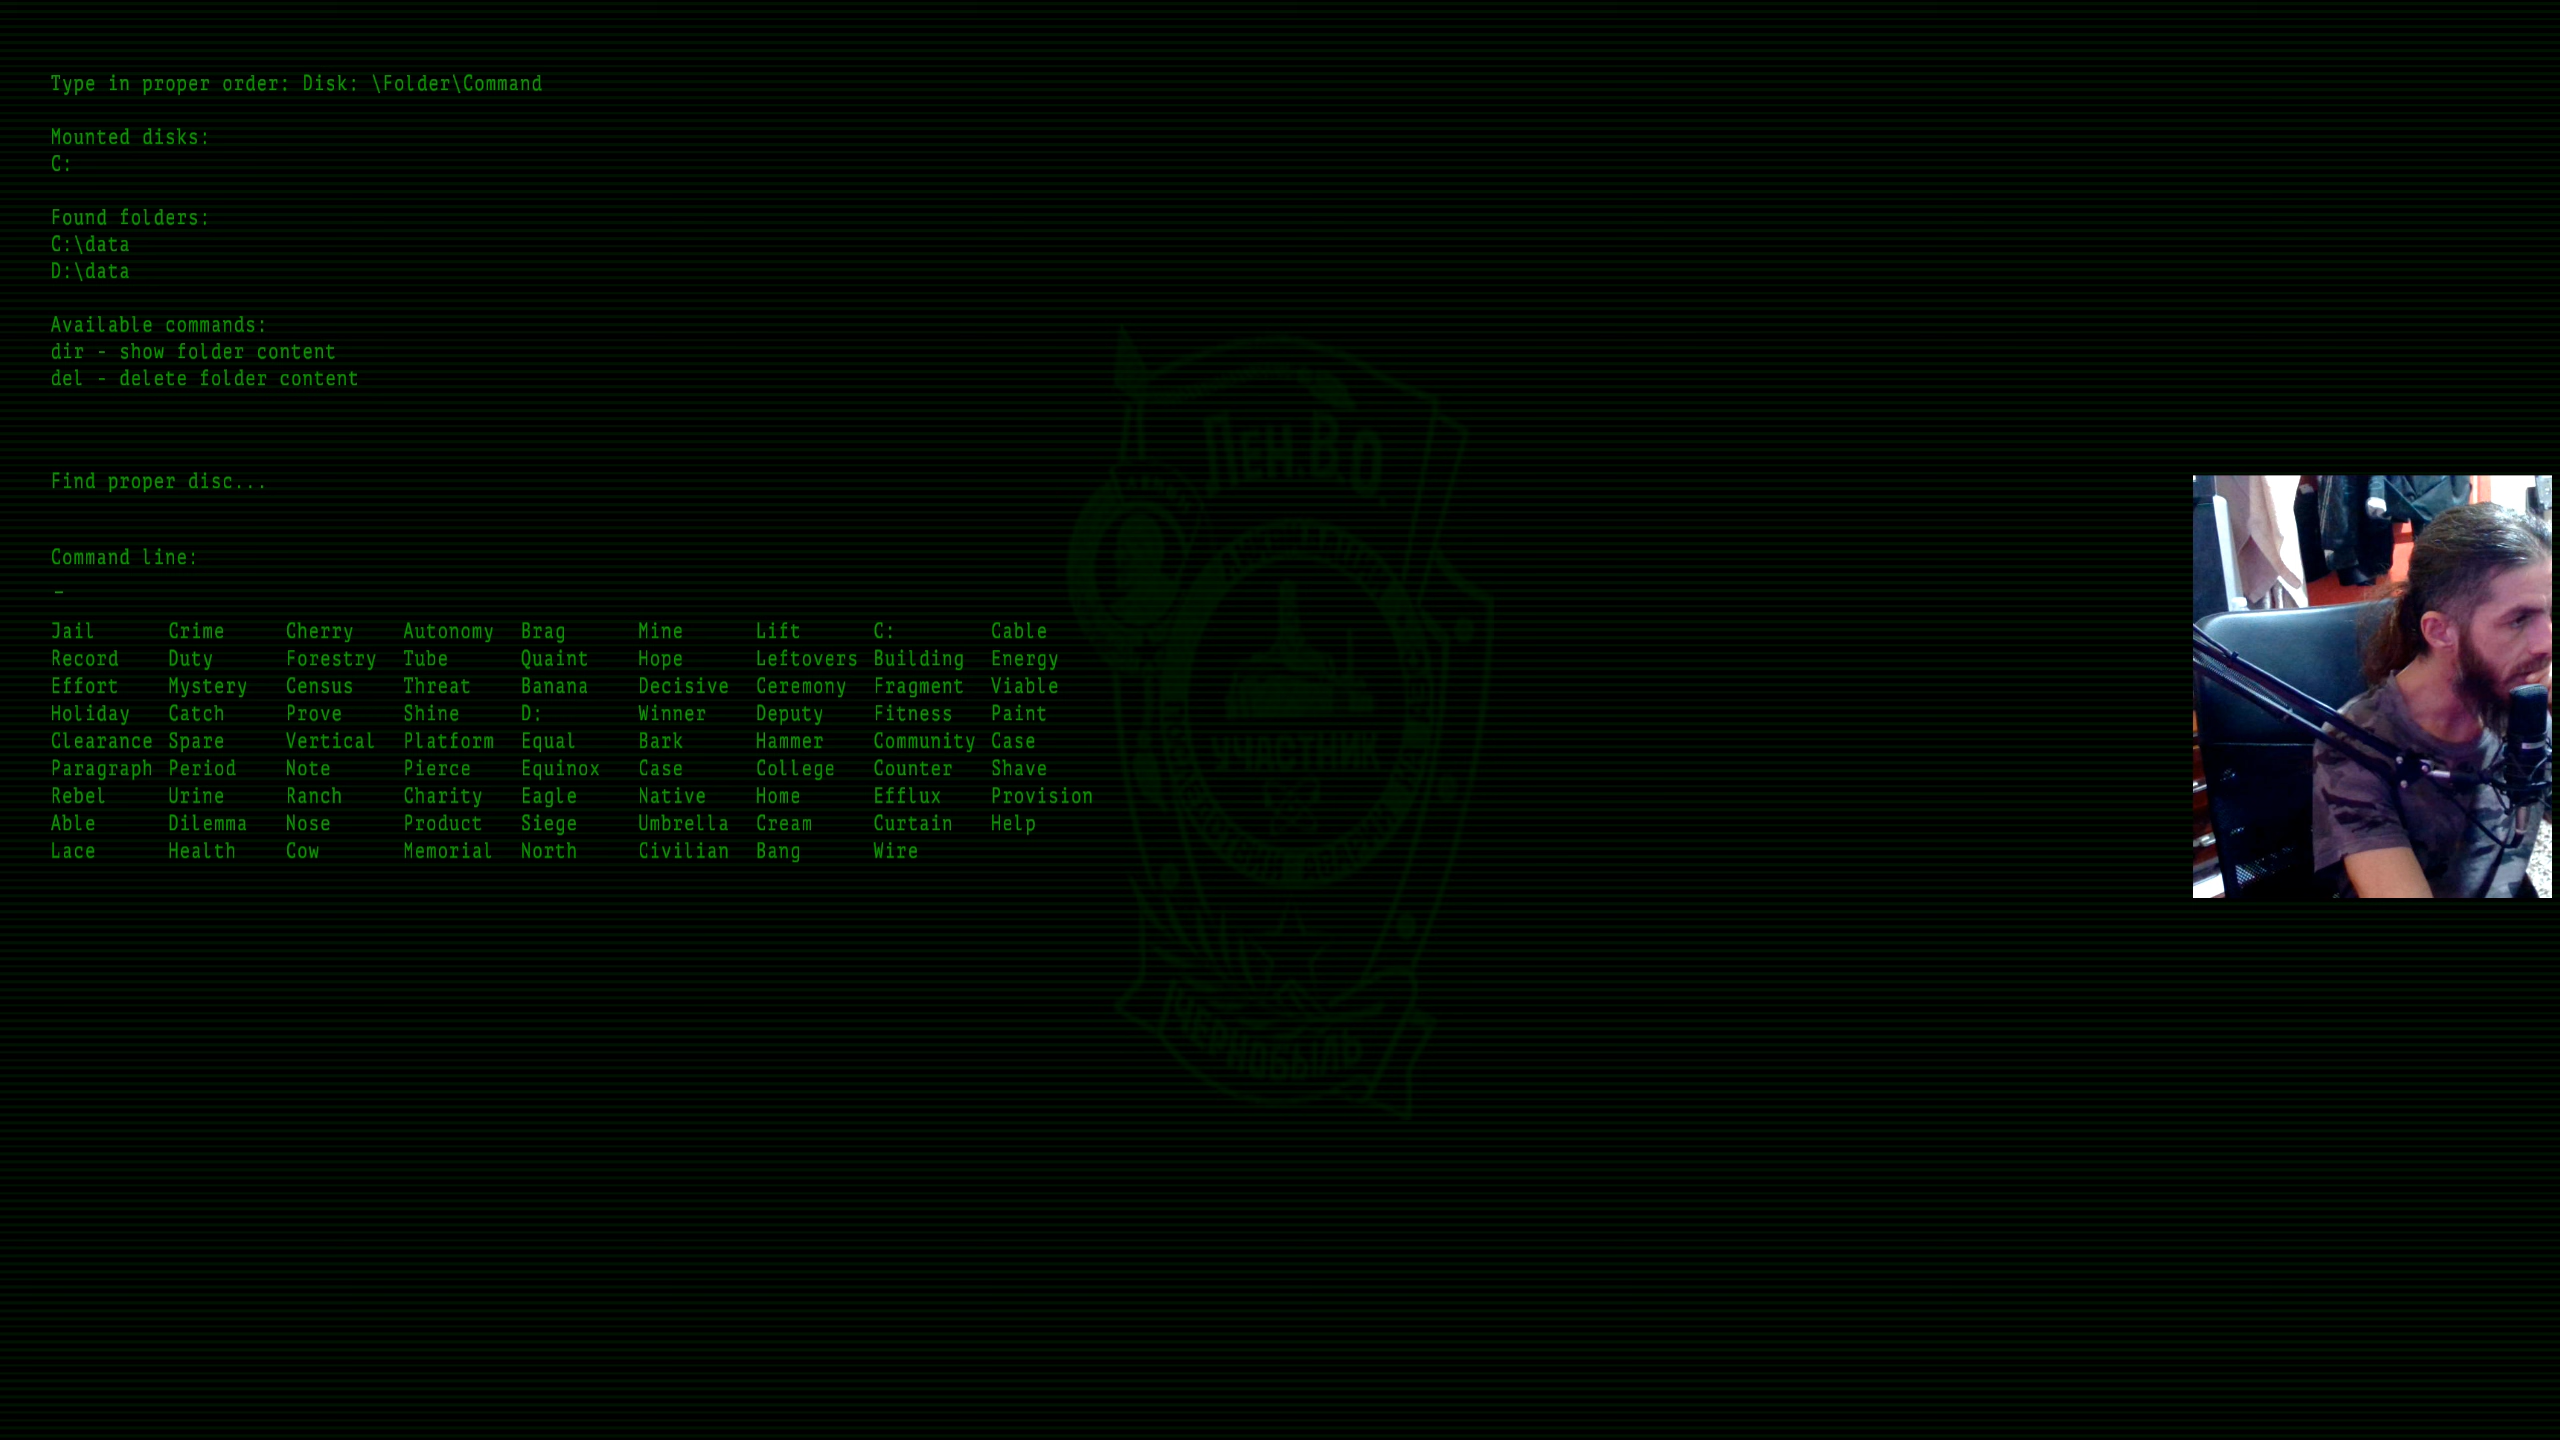 Type in proper order: Disk: \Folder\Command
Mounted disks:
C:
Found folders:
C:\data
D:\data
Available commands:
dir - show folder content
del - delete folder content
Find proper disc...
Command line:
_
Jail Crime Cherry Autonomy Brag Mine Lift C: Cable
Record Duty Forestry Tube Quaint Hope Leftovers Building Energy
Effort Mystery Census Threat Banana Decisive Ceremony Fragment Viable
Holiday Catch Prove Shine D: Winner Deputy Fitness Paint
Clearance Spare Vertical Platform Equal Bark Hammer Community Case
Paragraph Period Note Pierce Equinox Case College Counter Shave
Rebel Urine Ranch Charity Eagle Native Home Efflux Provision
Able Dilemma Nose Product Siege Umbrella Cream Curtain Help
Lace Health Cow Memorial North Civilian Bang Wire
Лен.В.О.
УЧАСТНИК
ЧЕРНОБЫЛЬ